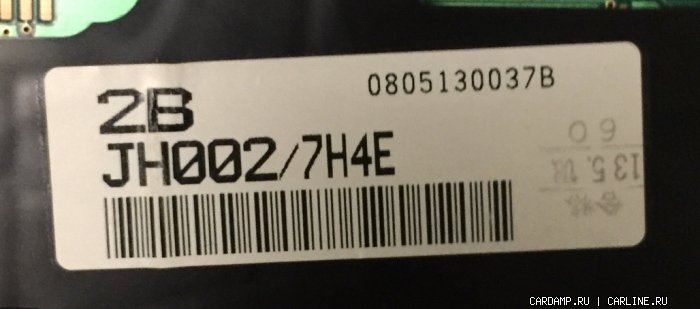 0805130037B
2B
JH002/7H4E
CARDAMP.RU | CARLINE.RU